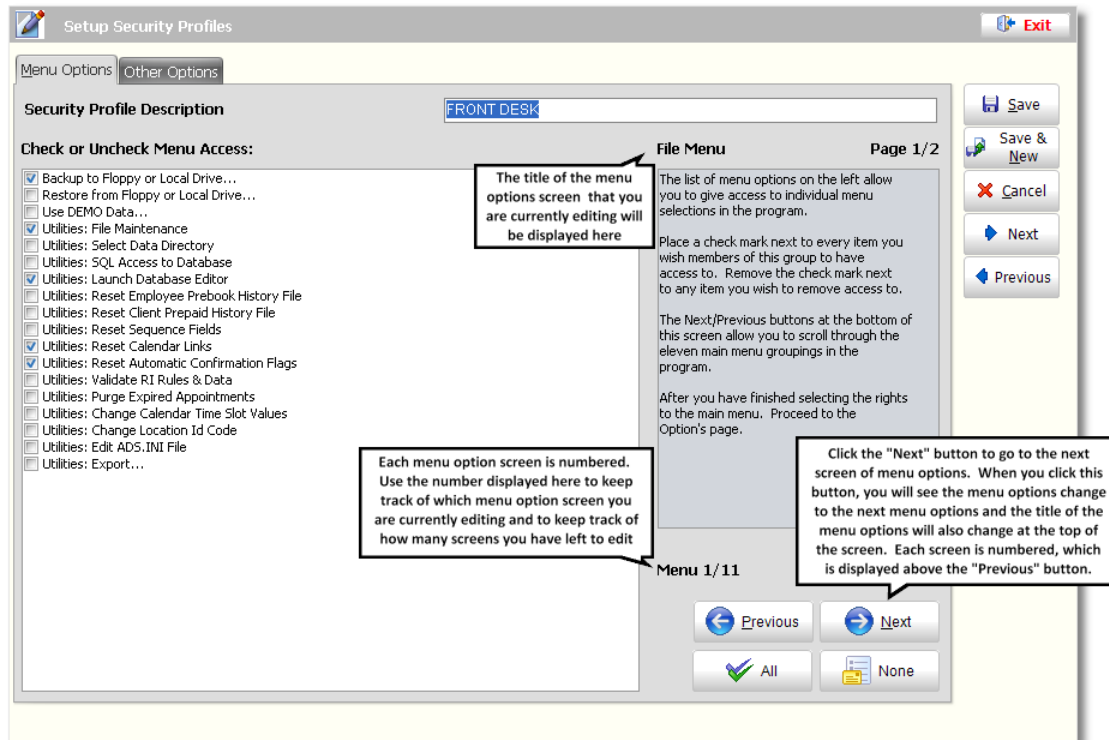 Setup Security Profiles
Exit
Menu Options
Other Options
Security Profile Description
FRONT DESK
Save
Save &
New
Cancel
Next
Previous
Check or Uncheck Menu Access:
File Menu
Page 1/2
Backup to Floppy or Local Drive...
Restore from Floppy or Local Drive...
Use DEMO Data...
Utilities: File Maintenance
Utilities: Select Data Directory
Utilities: SQL Access to Database
Utilities: Launch Database Editor
Utilities: Reset Employee Prebook History File
Utilities: Reset Client Prepaid History File
Utilities: Reset Sequence Fields
Utilities: Reset Calendar Links
Utilities: Reset Automatic Confirmation Flags
Utilities: Validate RI Rules & Data
Utilities: Purge Expired Appointments
Utilities: Change Calendar Time Slot Values
Utilities: Change Location Id Code
Utilities: Edit ADS.INI File
Utilities: Export...
The title of the menu
options screen that you
are currently editing will
be displayed here
The list of menu options on the left allow
you to give access to individual menu
selections in the program.
Place a check mark next to every item you
wish members of this group to have
access to. Remove the check mark next
to any item you wish to remove access to.
The Next/Previous buttons at the bottom of
this screen allow you to scroll through the
eleven main menu groupings in the
program.
After you have finished selecting the rights
to the main menu. Proceed to the
Option's page.
Each menu option screen is numbered.
Use the number displayed here to keep
track of which menu option screen you
are currently editing and to keep track of
how many screens you have left to edit
Click the "Next" button to go to the next
screen of menu options. When you click this
button, you will see the menu options change
to the next menu options and the title of the
menu options will also change at the top of
the screen. Each screen is numbered, which
is displayed above the "Previous" button.
Menu 1/11
Previous
Next
All
None